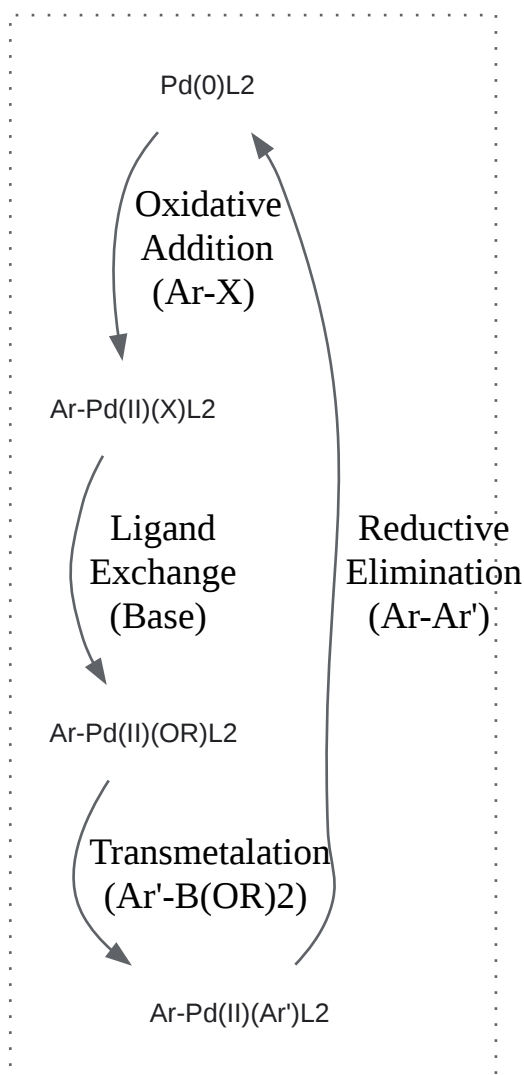 Pd(0)L2
Oxidative
Addition
(Ar-X)
Ar-Pd(II)(X)L2
Ligand
Exchange
(Base)
Reductive
Elimination
(Ar-Ar')
Ar-Pd(II)(OR)L2
Transmetalation
(Ar'-B(OR)2)
Ar-Pd(II)(Ar')L2